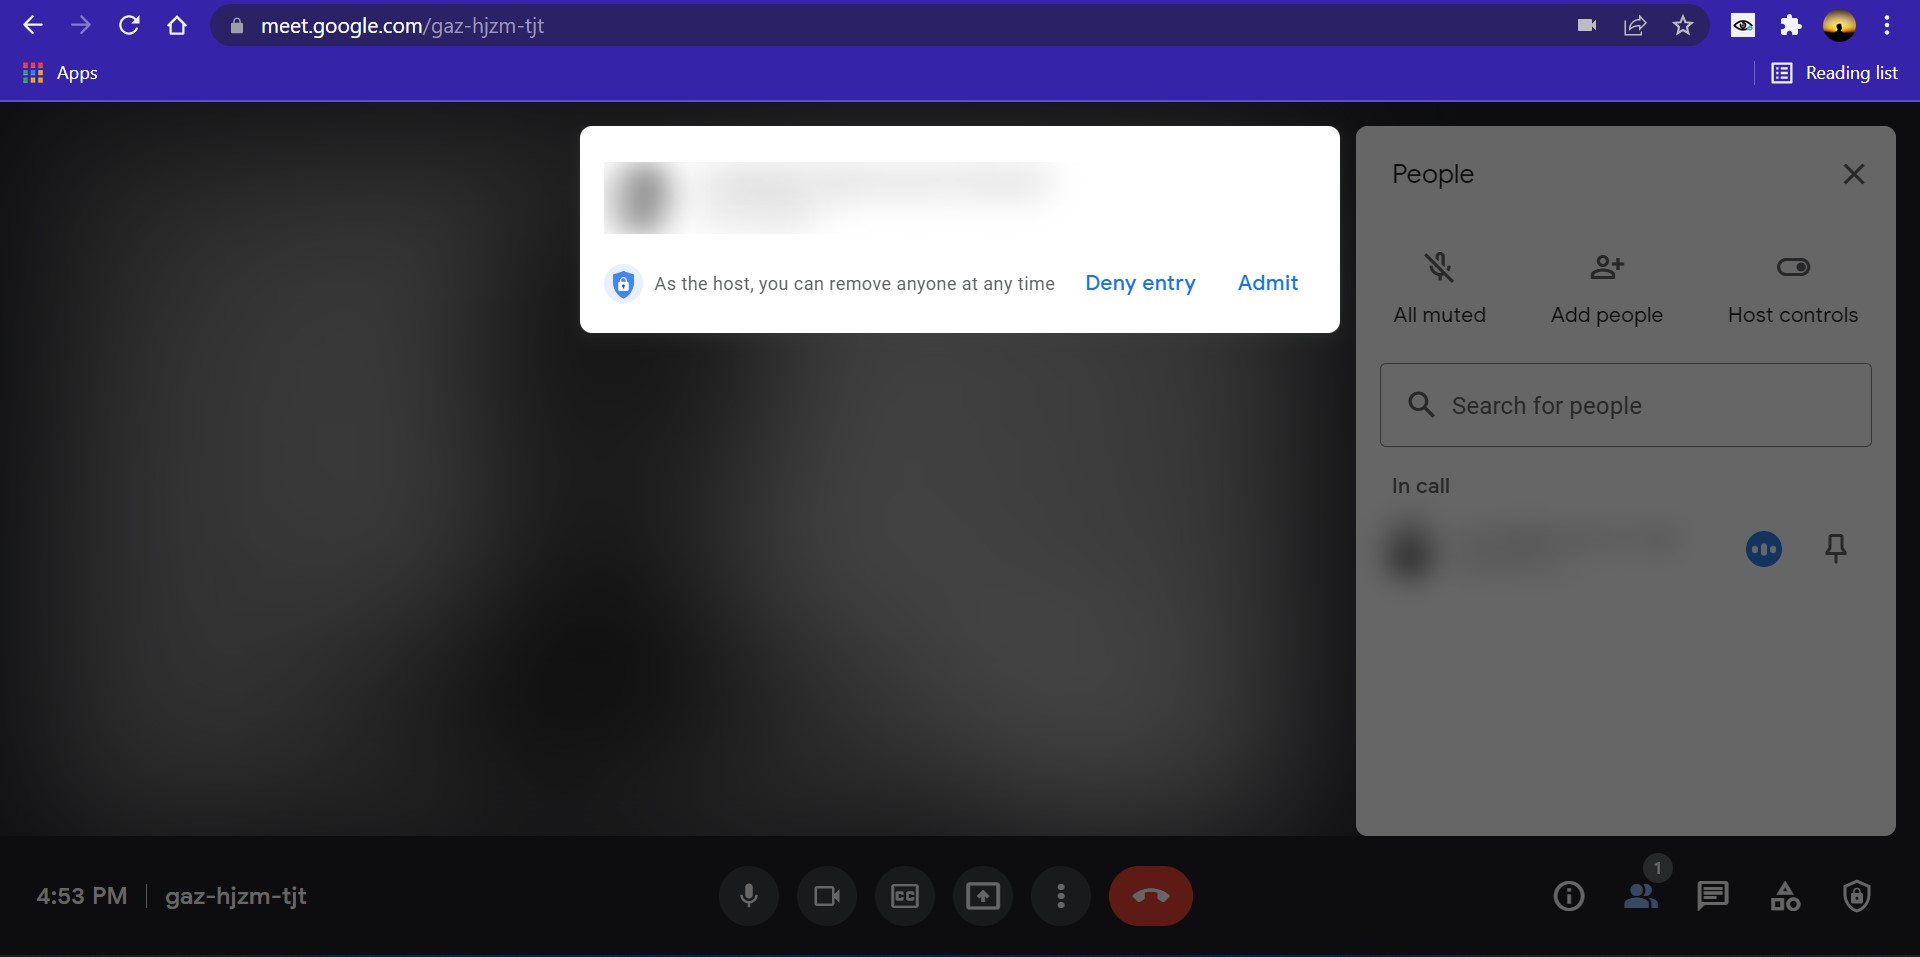 meet.google.com/gaz-hjzm-tjt
Apps
Reading list
As the host, you can remove anyone at any time
Deny entry
Admit
People
All muted
Add people
Host controls
Search for people
In call
4:53 PM
gaz-hjzm-tjt
CC
1